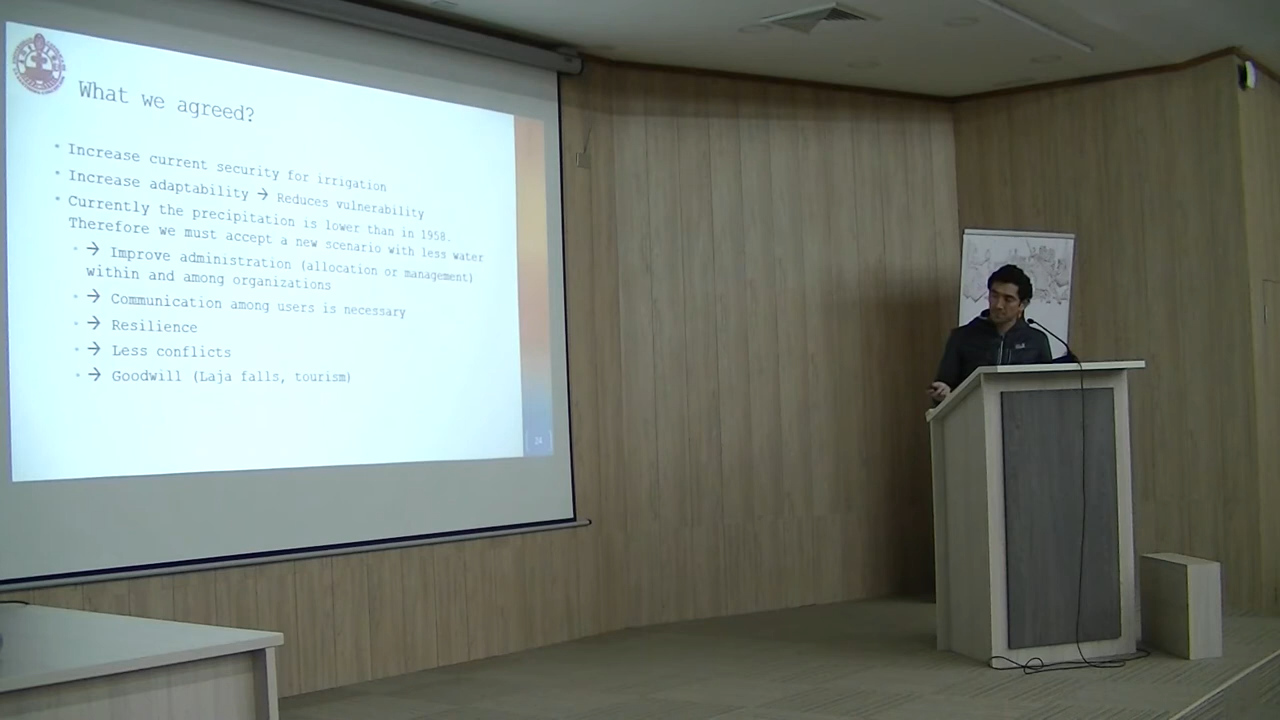 What we agreed?
• Increase current security for irrigation
• Increase adaptability → Reduces vulnerability
• Currently the precipitation is lower than in 1958.
Therefore we must accept a new scenario with less water
• → Improve administration (allocation or management)
within and among organizations
• → Communication among users is necessary
• → Resilience
• → Less conflicts
• → Goodwill (Laja falls, tourism)
24